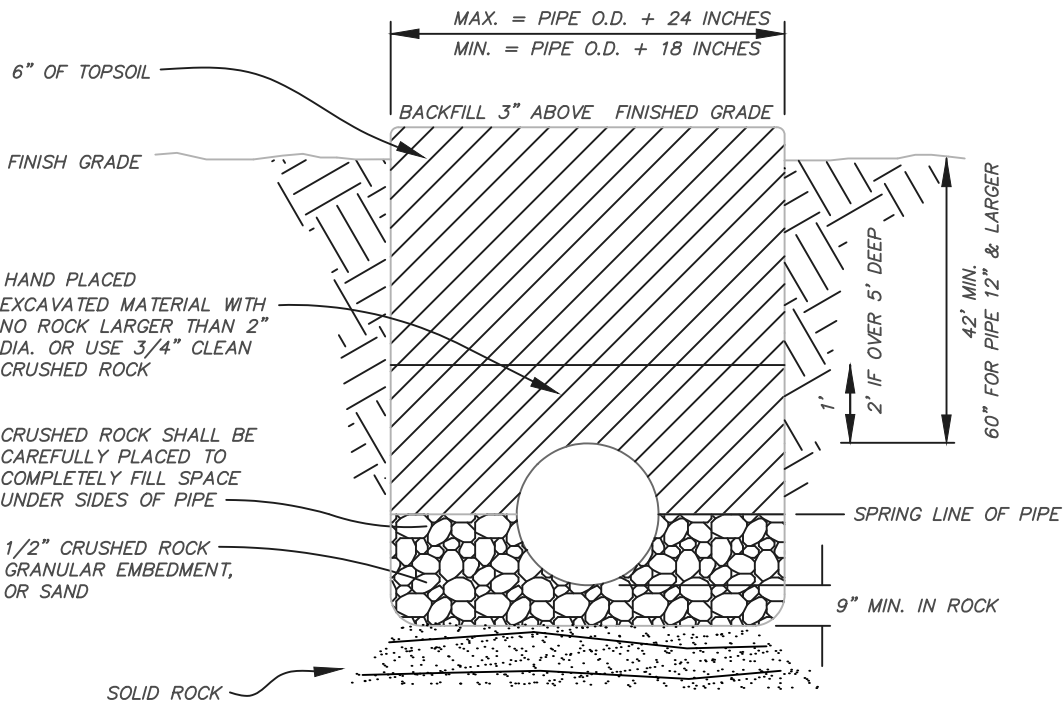 MAX. = PIPE O.D. + 24 INCHES
MIN. = PIPE O.D. + 18 INCHES
6" OF TOPSOIL
BACKFILL 3" ABOVE FINISHED GRADE
FINISH GRADE
HAND PLACED
EXCAVATED MATERIAL WITH
NO ROCK LARGER THAN 2"
DIA. OR USE 3/4" CLEAN
CRUSHED ROCK
1'
2' IF OVER 5' DEEP
42' MIN.
60" FOR PIPE 12" & LARGER
CRUSHED ROCK SHALL BE
CAREFULLY PLACED TO
COMPLETELY FILL SPACE
UNDER SIDES OF PIPE
SPRING LINE OF PIPE
1/2" CRUSHED ROCK
GRANULAR EMBEDMENT,
OR SAND
9" MIN. IN ROCK
SOLID ROCK